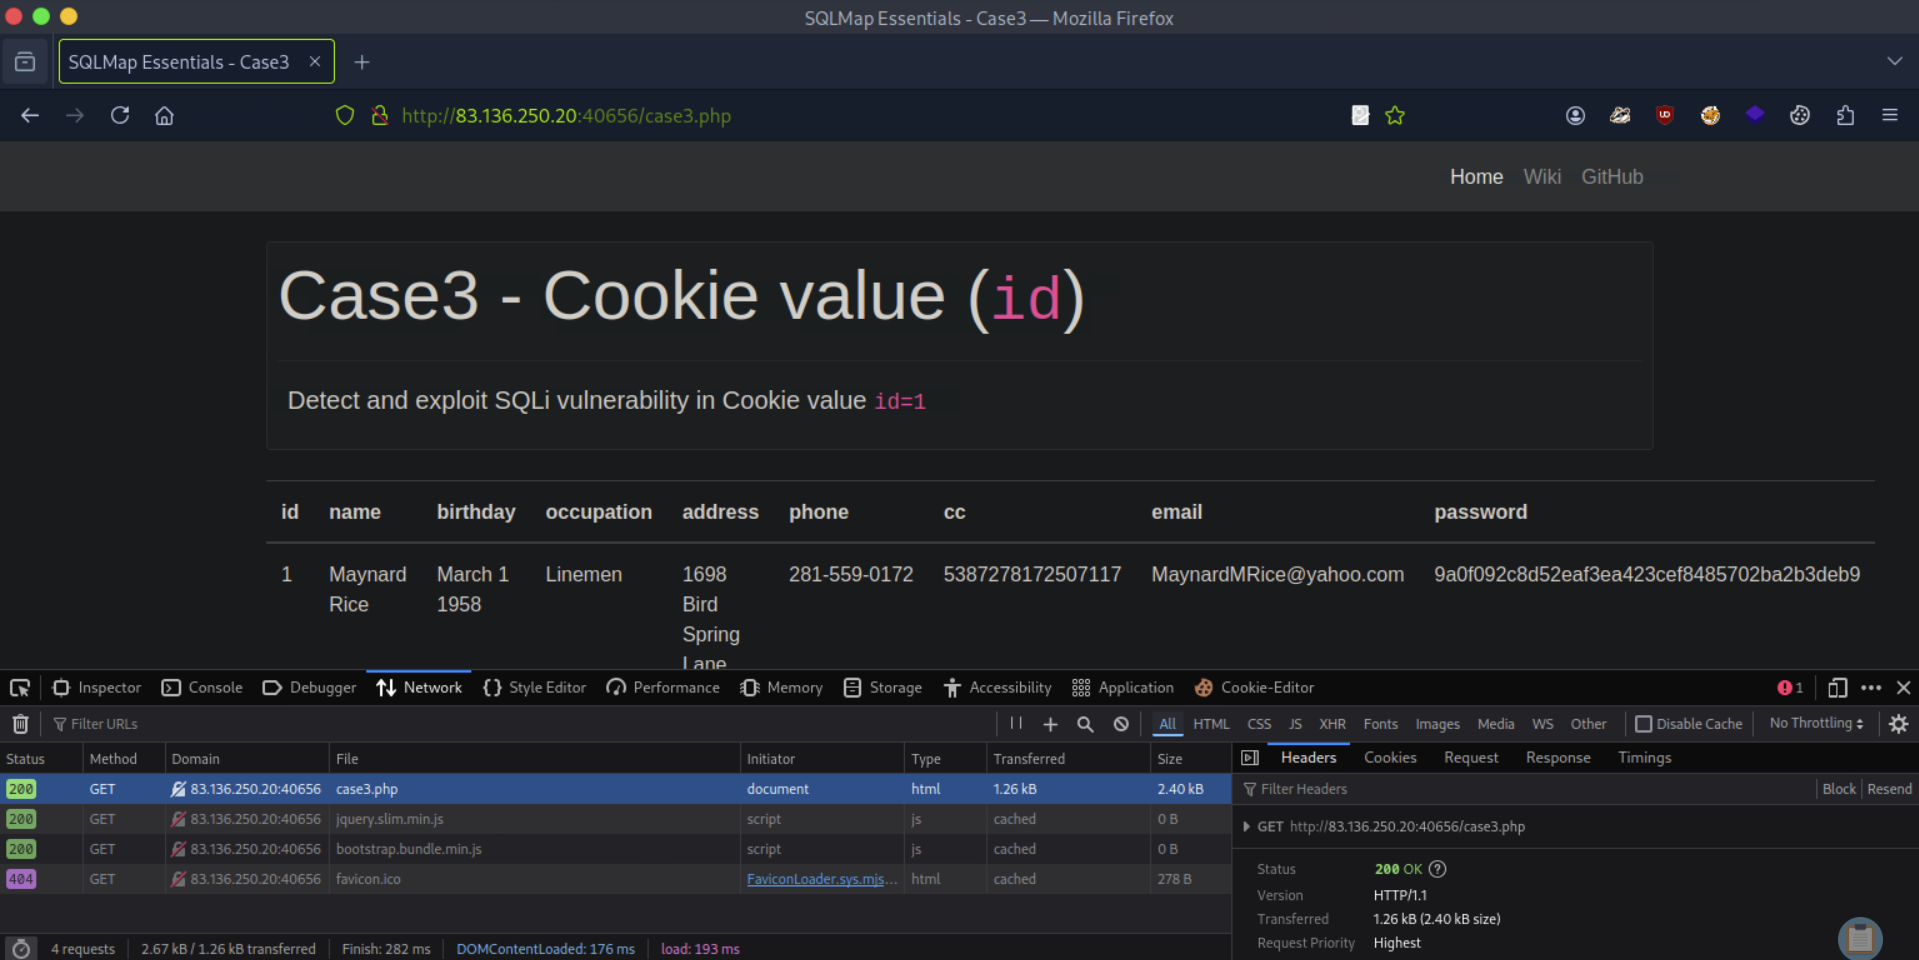 SQLMap Essentials - Case3 — Mozilla Firefox
SQLMap Essentials - Case3
http://83.136.250.20:40656/case3.php
Home Wiki GitHub
Case3 - Cookie value (id)
Detect and exploit SQLi vulnerability in Cookie value id=1
id name birthday occupation address phone cc email password
1 Maynard March 1 Linemen 1698 281-559-0172 5387278172507117 MaynardMRice@yahoo.com 9a0f092c8d52eaf3ea423cef8485702ba2b3deb9
Rice 1958 Bird
Spring
Lane
Inspector Console Debugger Network Style Editor Performance Memory Storage Accessibility Application Cookie-Editor 1
Filter URLs All HTML CSS JS XHR Fonts Images Media WS Other Disable Cache No Throttling
Status Method Domain File Initiator Type Transferred Size
200 GET 83.136.250.20:40656 case3.php document html 1.26 kB 2.40 kB
200 GET 83.136.250.20:40656 jquery.slim.min.js script js cached 0 B
200 GET 83.136.250.20:40656 bootstrap.bundle.min.js script js cached 0 B
404 GET 83.136.250.20:40656 favicon.ico FaviconLoader.sys.mjs... html cached 278 B
4 requests 2.67 kB / 1.26 kB transferred Finish: 282 ms DOMContentLoaded: 176 ms load: 193 ms
Headers Cookies Request Response Timings
Filter Headers Block Resend
GET http://83.136.250.20:40656/case3.php
Status 200 OK ?
Version HTTP/1.1
Transferred 1.26 kB (2.40 kB size)
Request Priority Highest